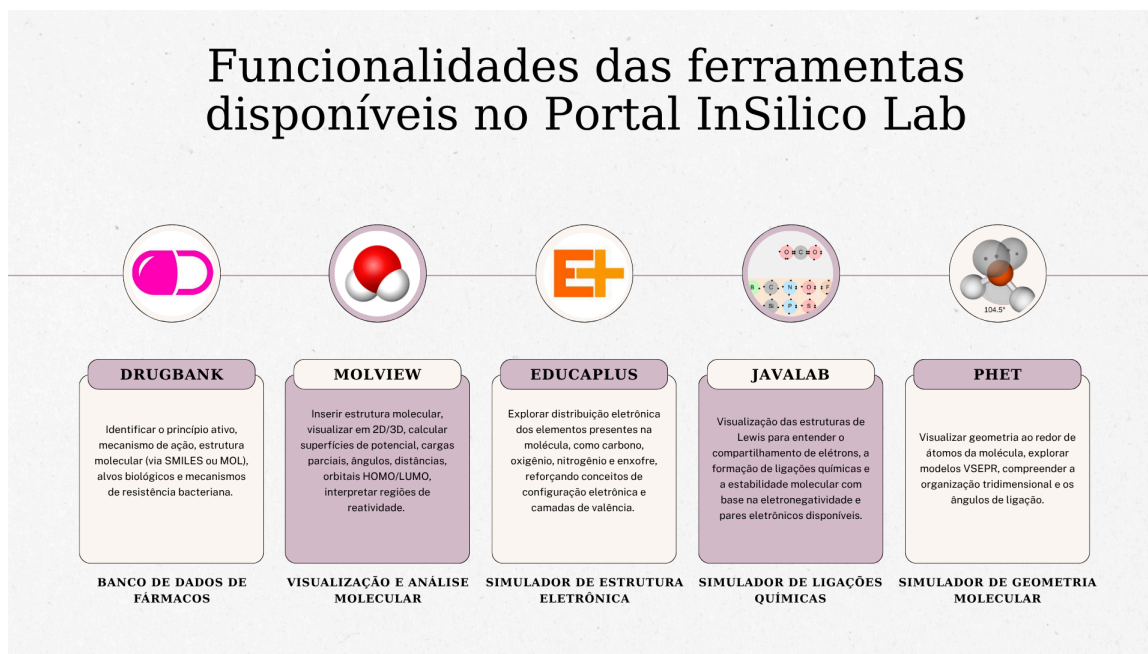 Funcionalidades das ferramentas
disponíveis no Portal InSilico Lab
E+
104.5°
DRUGBANK
Identificar o princípio ativo,
mecanismo de ação, estrutura
molecular (via SMILES ou MOL),
alvos biológicos e mecanismos
de resistência bacteriana.
BANCO DE DADOS DE
FÁRMACOS
MOLVIEW
Inserir estrutura molecular,
visualizar em 2D/3D, calcular
superfícies de potencial, cargas
parciais, ângulos, distâncias,
orbitais HOMO/LUMO,
interpretar regiões de
reatividade.
VISUALIZAÇÃO E ANÁLISE
MOLECULAR
EDUCAPLUS
Explorar distribuição eletrônica
dos elementos presentes na
molécula, como carbono,
oxigênio, nitrogênio e enxofre,
reforçando conceitos de
configuração eletrônica e
camadas de valência.
SIMULADOR DE ESTRUTURA
ELETRÔNICA
JAVALAB
Visualização das estruturas de
Lewis para entender o
compartilhamento de elétrons, a
formação de ligações químicas e
a estabilidade molecular com
base na eletronegatividade e
pares eletrônicos disponíveis.
SIMULADOR DE LIGAÇÕES
QUÍMICAS
PHET
Visualizar geometria ao redor de
átomos da molécula, explorar
modelos VSEPR, compreender a
organização tridimensional e os
ângulos de ligação.
SIMULADOR DE GEOMETRIA
MOLECULAR